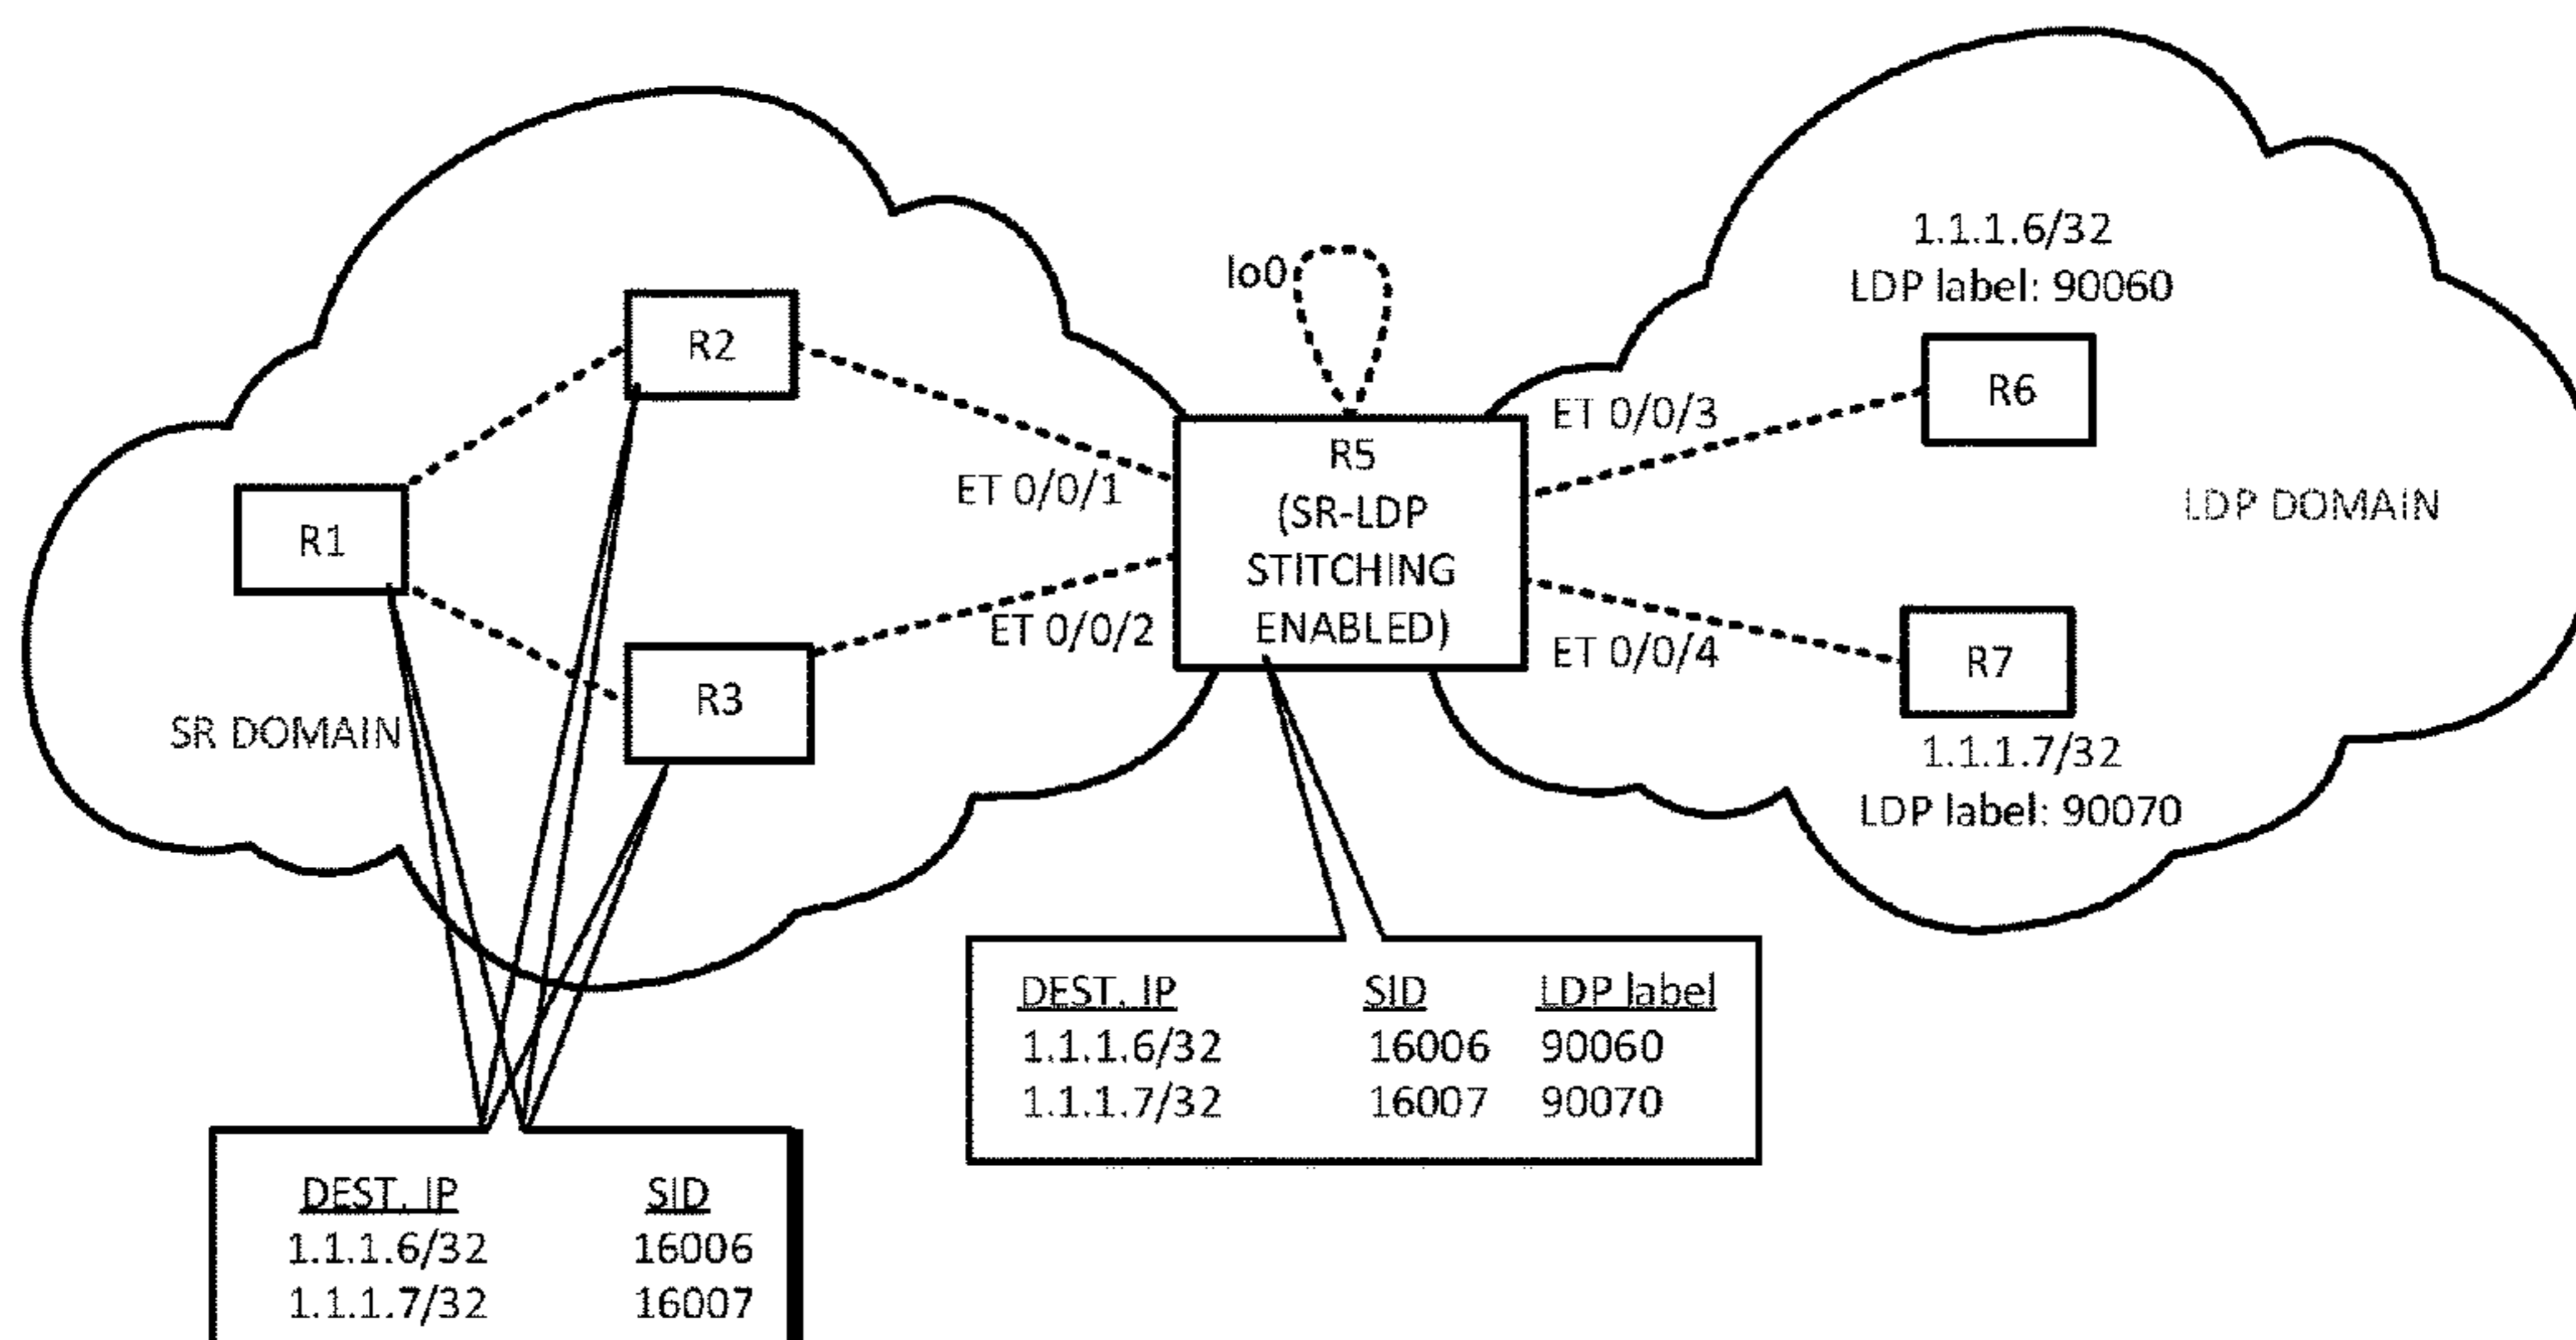 1.1.1.6/32
LDP label: 90060
lo0
R2
R6
ET 0/0/3
R5
(SR-LDP
STITCHING
ENABLED)
ET 0/0/1
LDP DOMAIN
R1
ET 0/0/2
ET 0/0/4
R7
R3
SR DOMAIN
1.1.1.7/32
LDP label: 90070
DEST. IP SID LDP label
1.1.1.6/32 16006 90060
1.1.1.7/32 16007 90070
DEST. IP SID
1.1.1.6/32 16006
1.1.1.7/32 16007